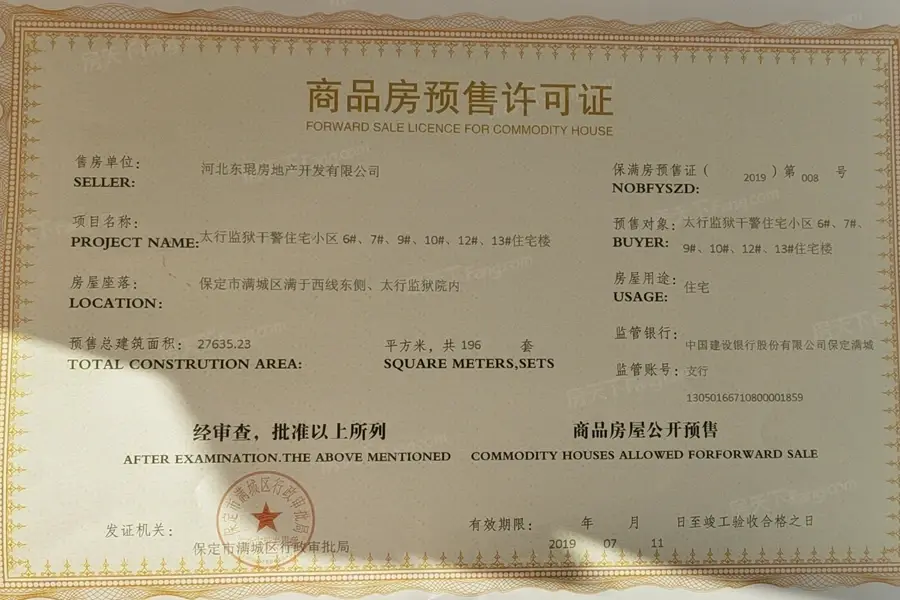 商品房预售许可证
FORWARD SALE LICENCE FOR COMMODITY HOUSE
售房单位: 河北东琨房地产开发有限公司
SELLER:
保满房预售证( 2019 )第 008 号
NOBFYSZD:
项目名称: 太行监狱干警住宅小区 6#、7#、9#、10#、12#、13#住宅楼
PROJECT NAME:
预售对象: 太行监狱干警住宅小区 6#、7#、
BUYER: 9#、10#、12#、13#住宅楼
房屋座落: 保定市满城区满于西线东侧、太行监狱院内
LOCATION:
房屋用途: 住宅
USAGE:
预售总建筑面积: 27635.23 平方米,共 196 套
TOTAL CONSTRUTION AREA: SQUARE METERS,SETS
监管银行: 中国建设银行股份有限公司保定满城
监管账号: 支行
13050166710800001859
经审查，批准以上所列 商品房屋公开预售
AFTER EXAMINATION.THE ABOVE MENTIONED COMMODITY HOUSES ALLOWED FORFORWARD SALE
保定市满城区行政审批局
发证机关: 保定市满城区行政审批局
有效期限: 年 月 日至竣工验收合格之日
2019 07 11